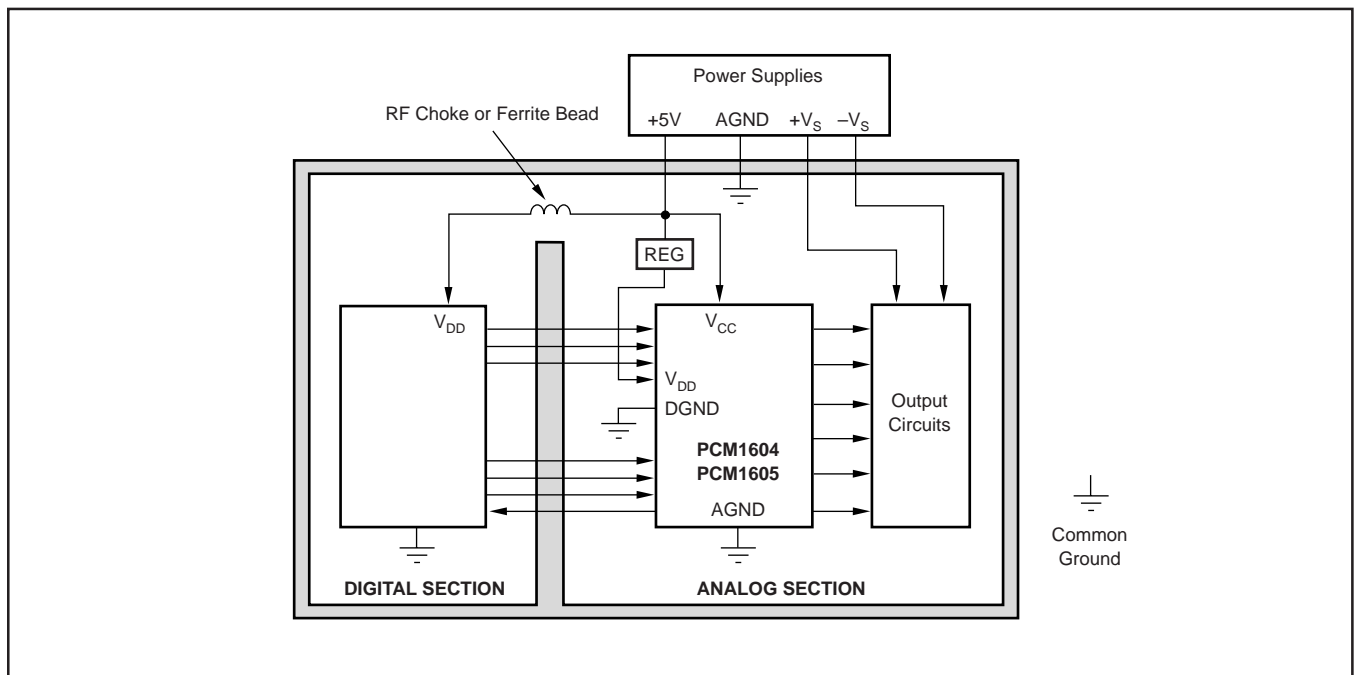 Power Supplies
RF Choke or Ferrite Bead
+5V AGND +VS –VS
REG
VDD
VCC
VDD
DGND
Output
Circuits
PCM1604
PCM1605
AGND
Common
Ground
DIGITAL SECTION
ANALOG SECTION